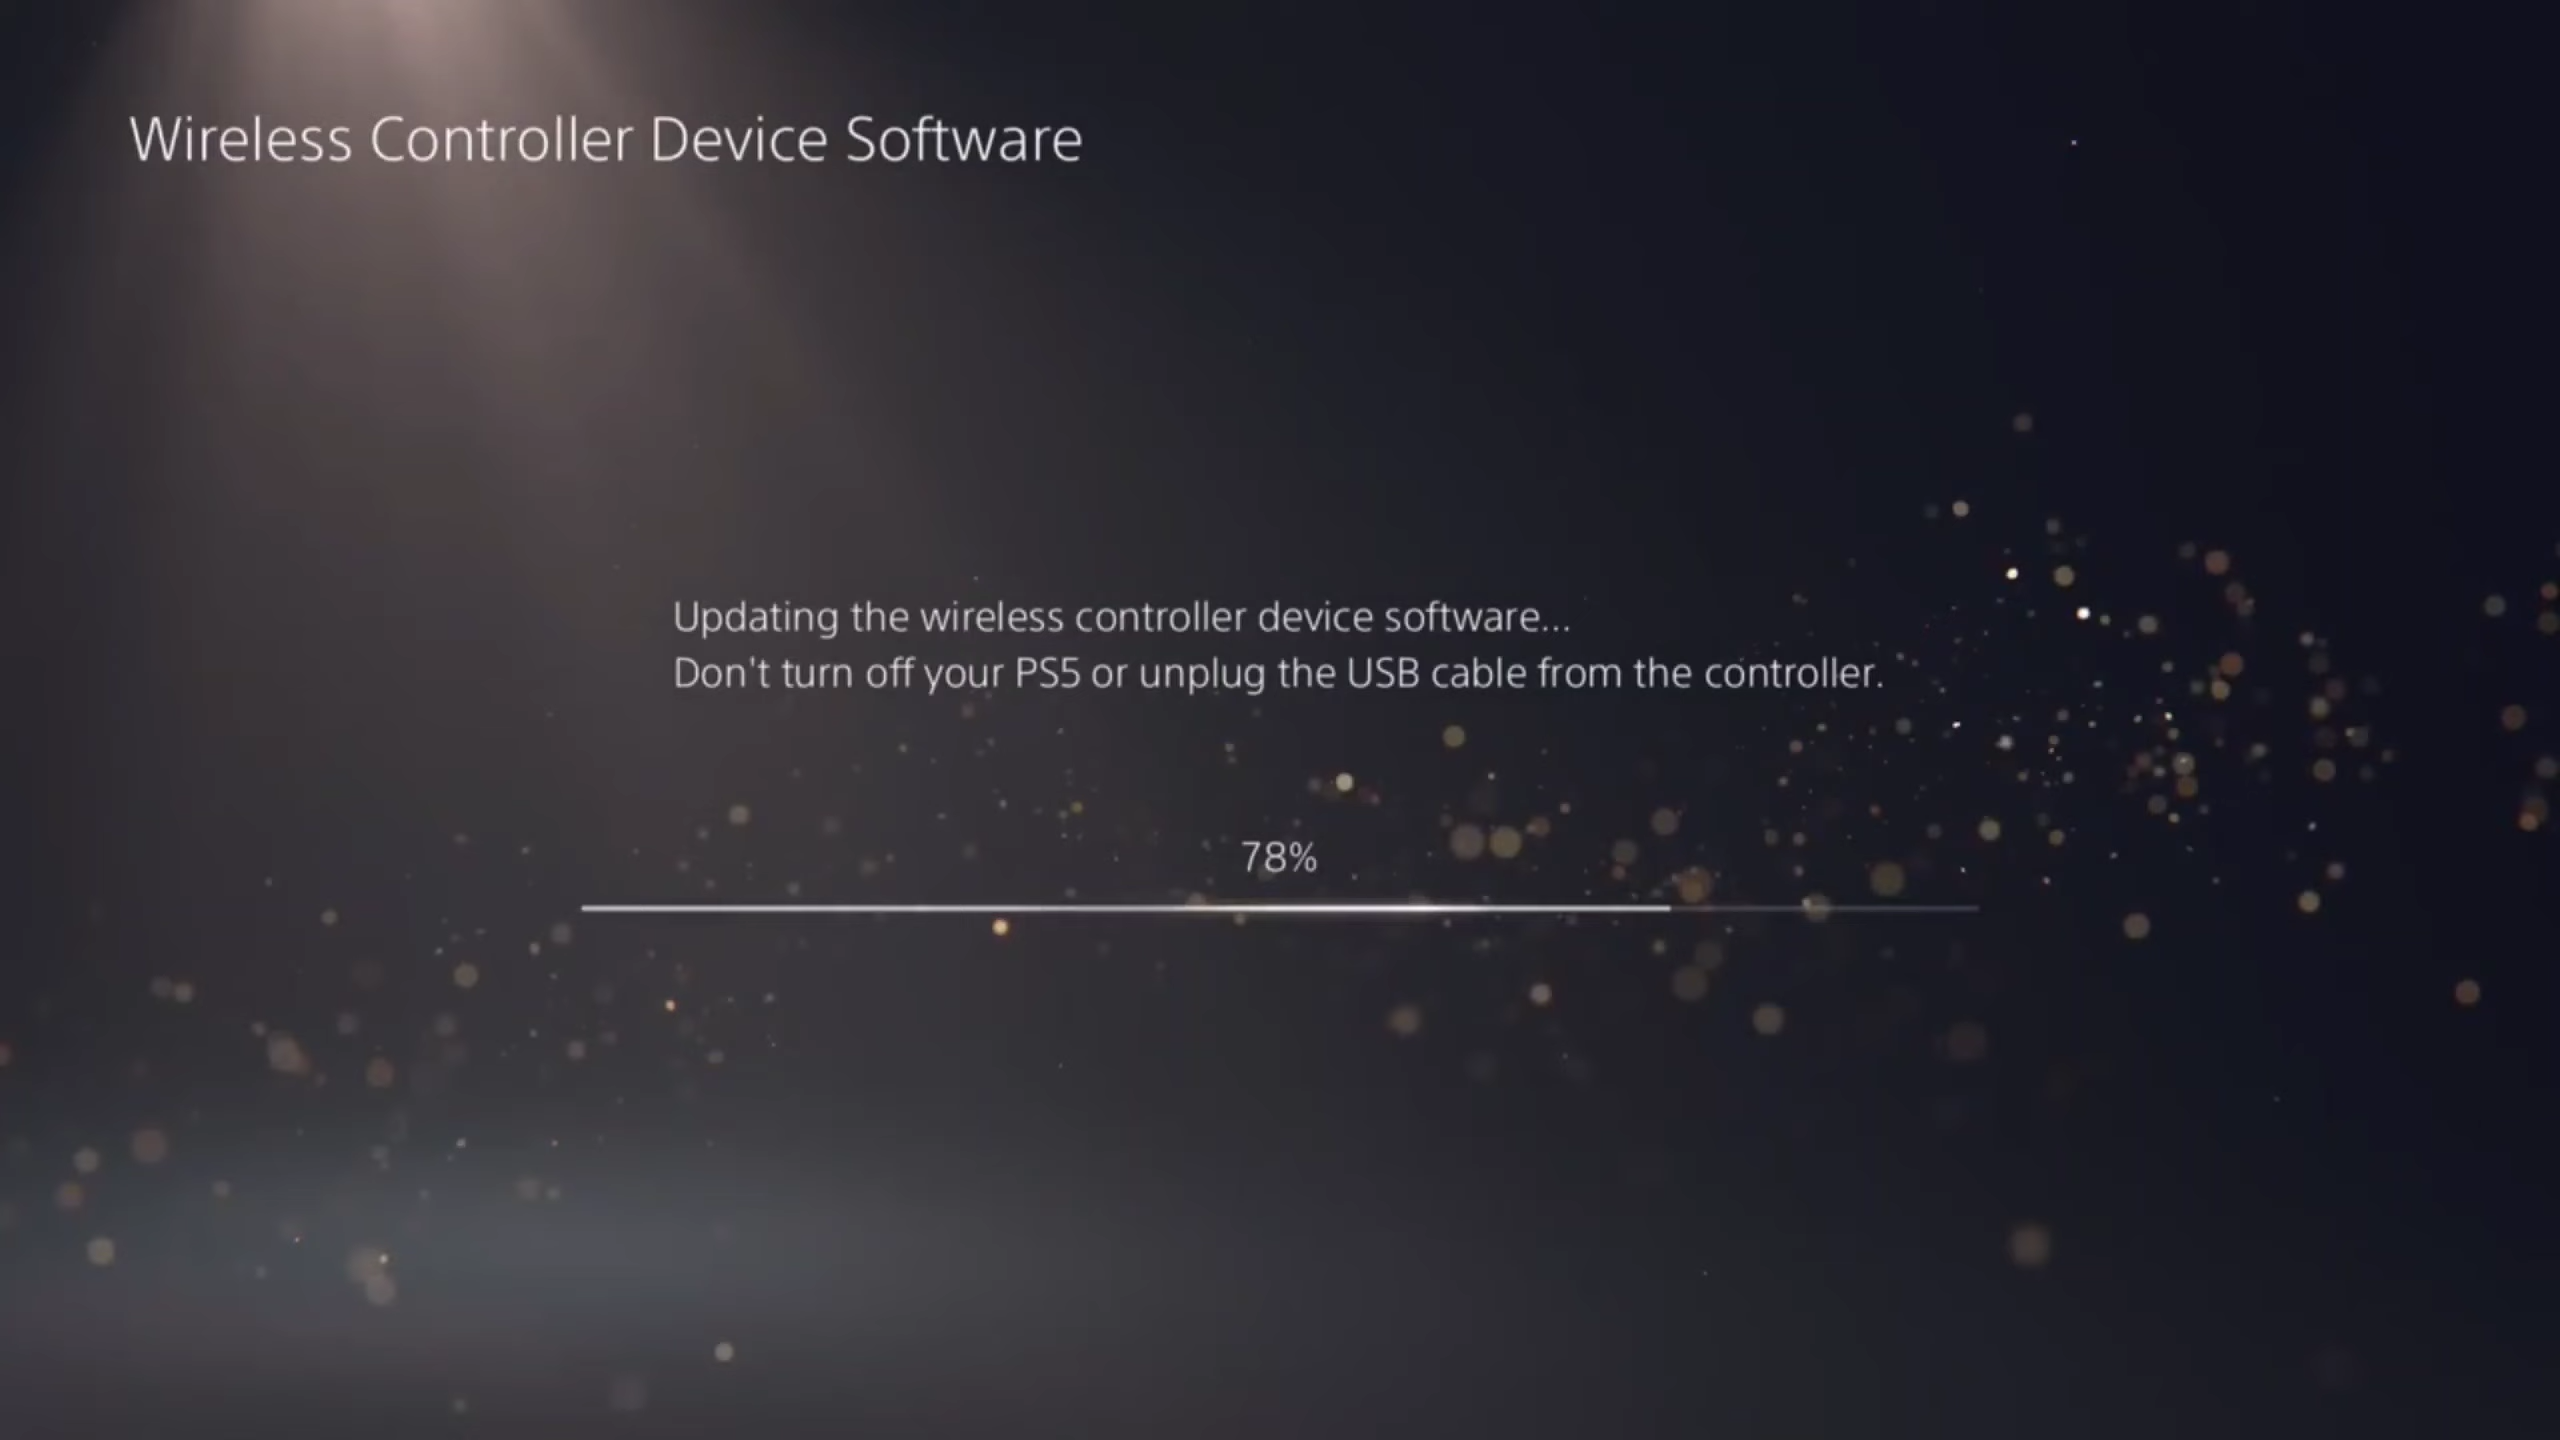 Wireless Controller Device Software
Updating the wireless controller device software...
Don't turn off your PS5 or unplug the USB cable from the controller.
78%